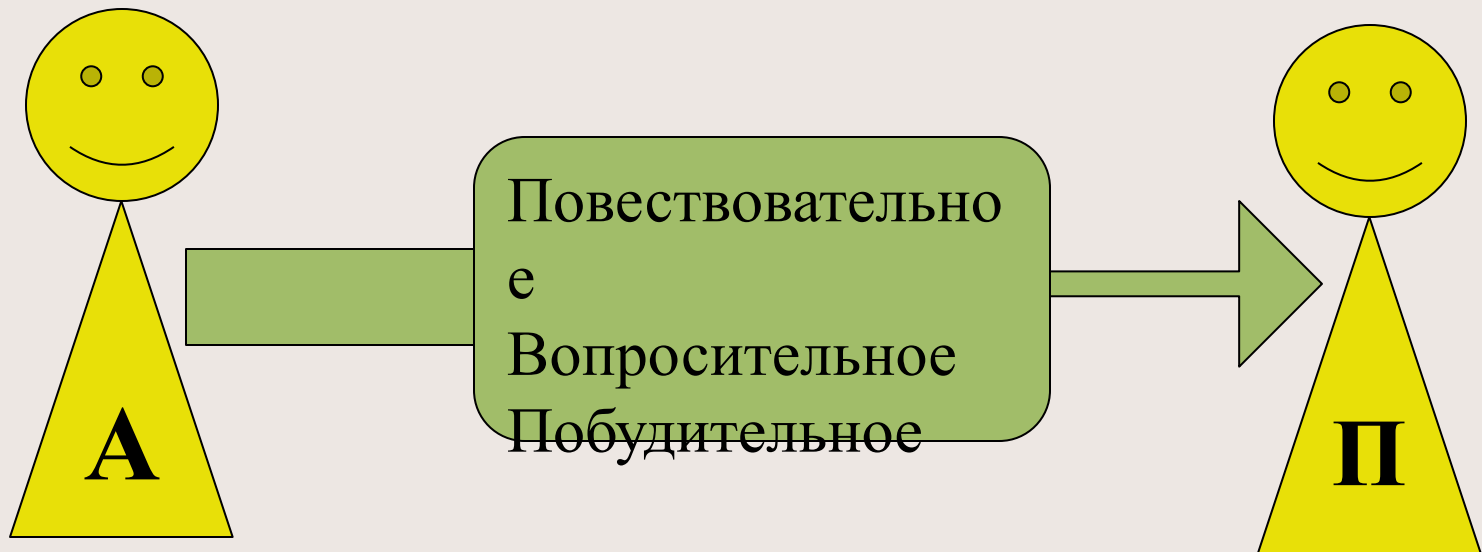 Повествовательно
е
Вопросительное
Побудительное
А
П